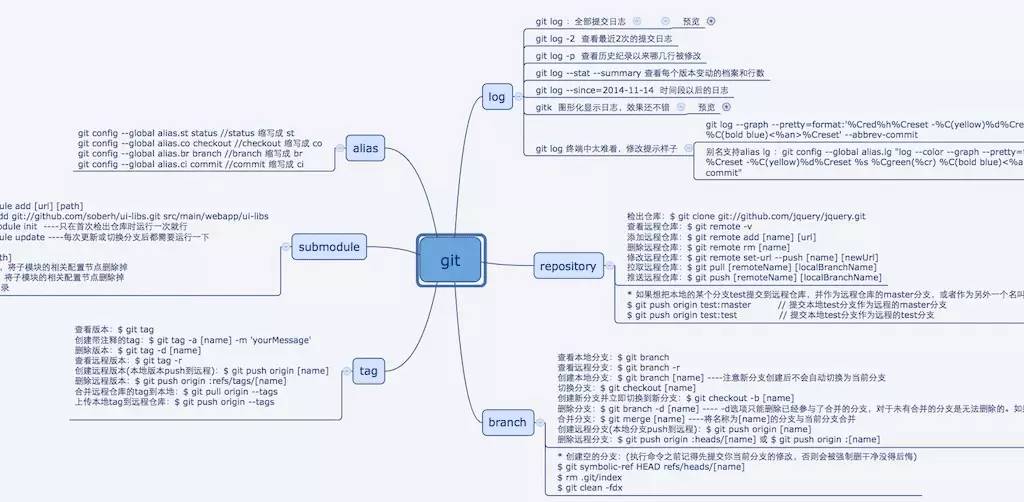 git
log
git log ：全部提交日志
预览
git log -2 查看最近2次的提交日志
git log -p 查看历史纪录以来哪几行被修改
git log --stat --summary 查看每个版本变动的档案和行数
git log --since=2014-11-14 时间段以后的日志
gitk 图形化显示日志，效果还不错
预览
git log 终端中太难看，修改提示样子
git log --graph --pretty=format:'%Cred%h%Creset -%C(yellow)%d%Cre
%C(bold blue)<%an>%Creset' --abbrev-commit
别名支持alias lg ：git config --global alias.lg "log --color --graph --pretty=
%Creset -%C(yellow)%d%Creset %s %Cgreen(%cr) %C(bold blue)<%a
commit"
repository
检出仓库：$ git clone git://github.com/jquery/jquery.git
查看远程仓库：$ git remote -v
添加远程仓库：$ git remote add [name] [url]
删除远程仓库：$ git remote rm [name]
修改远程仓库：$ git remote set-url --push [name] [newUrl]
拉取远程仓库：$ git pull [remoteName] [localBranchName]
推送远程仓库：$ git push [remoteName] [localBranchName]
* 如果想把本地的某个分支test提交到远程仓库，并作为远程仓库的master分支，或者作为另外一个名叫
$ git push origin test:master // 提交本地test分支作为远程的master分支
$ git push origin test:test // 提交本地test分支作为远程的test分支
branch
查看本地分支：$ git branch
查看远程分支：$ git branch -r
创建本地分支：$ git branch [name] ----注意新分支创建后不会自动切换为当前分支
切换分支：$ git checkout [name]
创建新分支并立即切换到新分支：$ git checkout -b [name]
删除分支：$ git branch -d [name] ---- -d选项只能删除已经参与了合并的分支，对于未有合并的分支是无法删除的。如
合并分支：$ git merge [name] ----将名称为[name]的分支与当前分支合并
创建远程分支(本地分支push到远程)：$ git push origin [name]
删除远程分支：$ git push origin :heads/[name] 或 $ git push origin :[name]
* 创建空的分支：(执行命令之前记得先提交你当前分支的修改，否则会被强制删干净没得后悔)
$ git symbolic-ref HEAD refs/heads/[name]
$ rm .git/index
$ git clean -fdx
alias
git config --global alias.st status //status 缩写成 st
git config --global alias.co checkout //checkout 缩写成 co
git config --global alias.br branch //branch 缩写成 br
git config --global alias.ci commit //commit 缩写成 ci
submodule
ule add [url] [path]
add git://github.com/soberh/ui-libs.git src/main/webapp/ui-libs
module init ----只在首次检出仓库时运行一次就行
ule update ----每次更新或切换分支后都需要运行一下
th]
，将子模块的相关配置节点删除掉
将子模块的相关配置节点删除掉
录
tag
查看版本：$ git tag
创建带注释的tag：$ git tag -a [name] -m 'yourMessage'
删除版本：$ git tag -d [name]
查看远程版本：$ git tag -r
创建远程版本(本地版本push到远程)：$ git push origin [name]
删除远程版本：$ git push origin :refs/tags/[name]
合并远程仓库的tag到本地：$ git pull origin --tags
上传本地tag到远程仓库：$ git push origin --tags